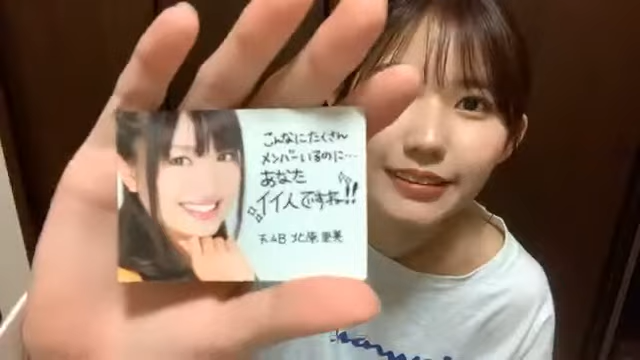 こんなにたくさん
メンバーいるのに…
あなた
イイ人ですね!!
北原里美